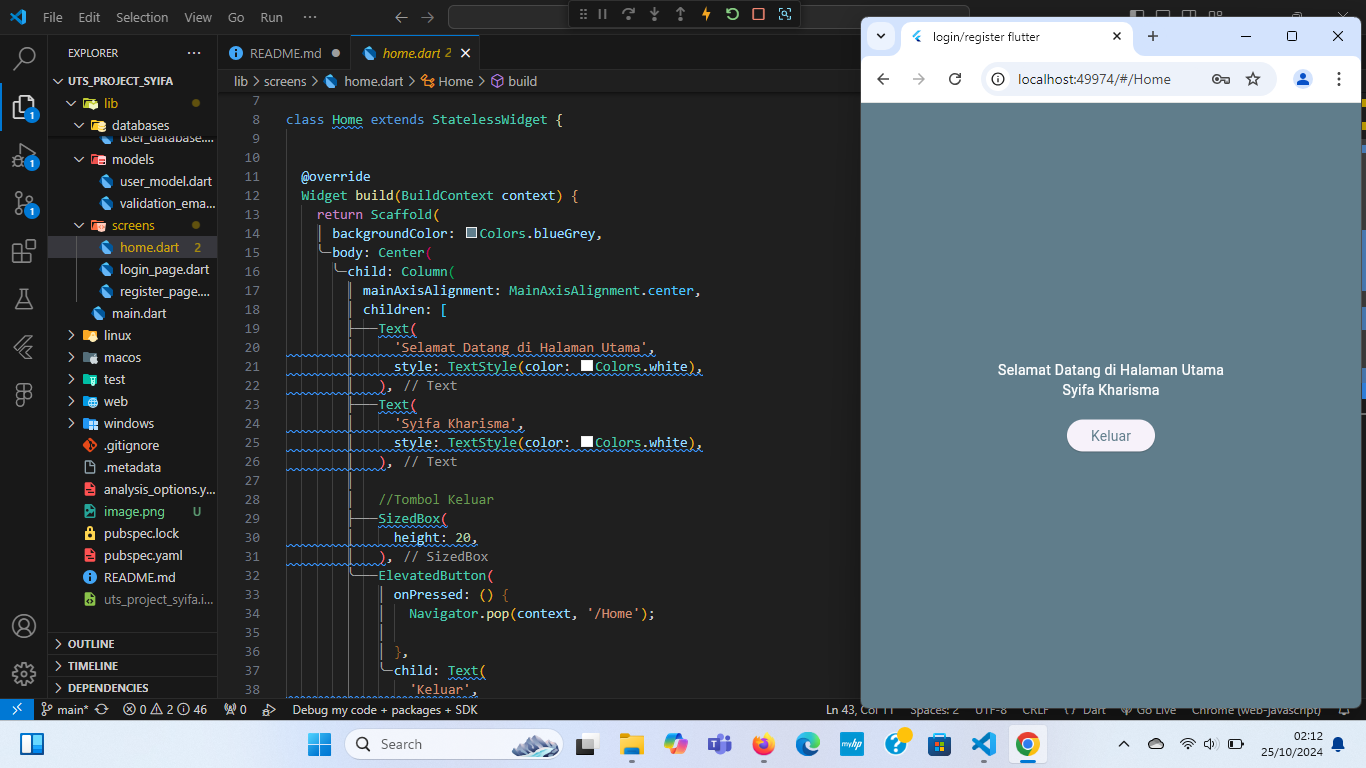 File Edit Selection View Go Run ···
EXPLORER ···
UTS_PROJECT_SYIFA
lib
databases
user_database....
models
user_model.dart
validation_ema...
screens
home.dart 2
login_page.dart
register_page....
main.dart
linux
macos
test
web
windows
.gitignore
.metadata
analysis_options.y...
image.png U
pubspec.lock
pubspec.yaml
README.md
uts_project_syifa.i...
OUTLINE
TIMELINE
DEPENDENCIES
1
1
1
README.md
home.dart 2
lib > screens > home.dart > Home > build
7
8 class Home extends StatelessWidget {
9
10
11 @override
12 Widget build(BuildContext context) {
13 return Scaffold(
14 backgroundColor: Colors.blueGrey,
15 body: Center(
16 child: Column(
17 mainAxisAlignment: MainAxisAlignment.center,
18 children: [
19 Text(
20 'Selamat Datang di Halaman Utama',
21 style: TextStyle(color: Colors.white),
22 ), // Text
23 Text(
24 'Syifa Kharisma',
25 style: TextStyle(color: Colors.white),
26 ), // Text
27
28 //Tombol Keluar
29 SizedBox(
30 height: 20,
31 ), // SizedBox
32 ElevatedButton(
33 onPressed: () {
34 Navigator.pop(context, '/Home');
35
36 },
37 child: Text(
38 'Keluar',
login/register flutter
localhost:49974/#/Home
Selamat Datang di Halaman Utama
Syifa Kharisma
Keluar
main* 0 2 46 0 Debug my code + packages + SDK Ln 43, Col 11 Spaces: 2 UTF-8 CRLF Dart Go Live Chrome (web-javascript)
Search
myhp
02:12
25/10/2024